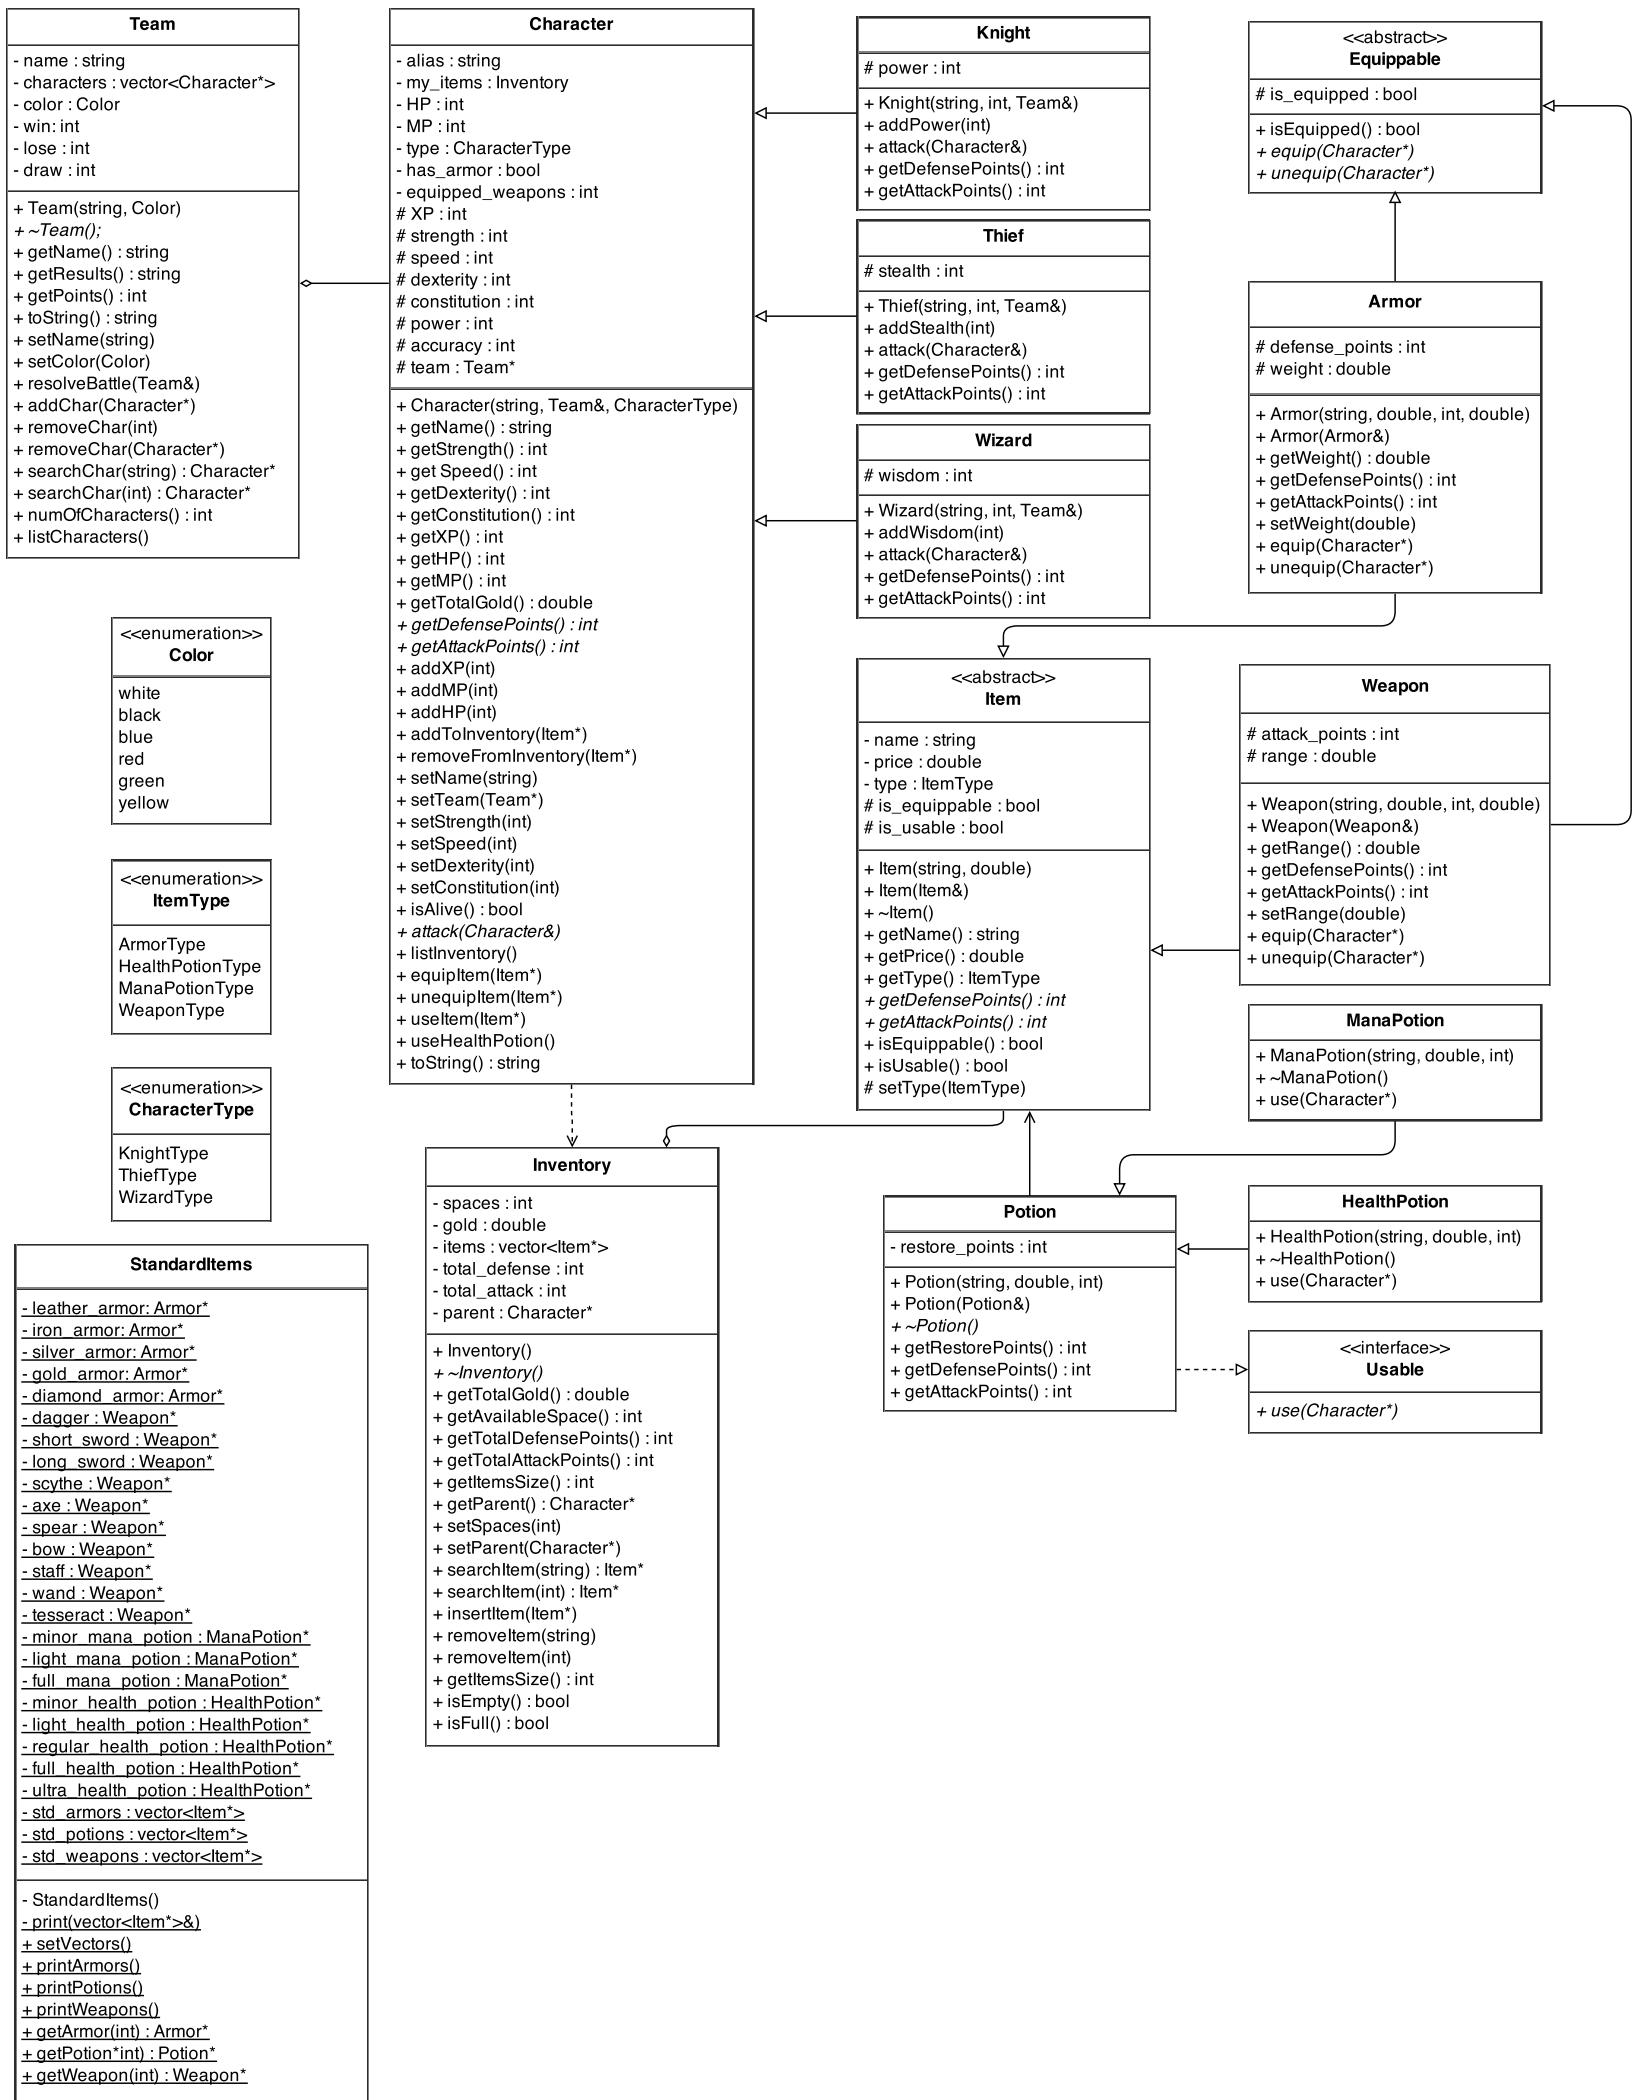 Team
- name : string
- characters : vector<Character*>
- color : Color
- win: int
- lose : int
- draw : int
+ Team(string, Color)
+ ~Team();
+ getName() : string
+ getResults() : string
+ getPoints() : int
+ toString() : string
+ setName(string)
+ setColor(Color)
+ resolveBattle(Team&)
+ addChar(Character*)
+ removeChar(int)
+ removeChar(Character*)
+ searchChar(string) : Character*
+ searchChar(int) : Character*
+ numOfCharacters() : int
+ listCharacters()
<<enumeration>>
Color
white
black
blue
red
green
yellow
<<enumeration>>
ItemType
ArmorType
HealthPotionType
ManaPotionType
WeaponType
<<enumeration>>
CharacterType
KnightType
ThiefType
WizardType
StandardItems
- leather_armor: Armor*
- iron_armor: Armor*
- silver_armor: Armor*
- gold_armor: Armor*
- diamond_armor: Armor*
- dagger : Weapon*
- short_sword : Weapon*
- long_sword : Weapon*
- scythe : Weapon*
- axe : Weapon*
- spear : Weapon*
- bow : Weapon*
- staff : Weapon*
- wand : Weapon*
- tesseract : Weapon*
- minor_mana_potion : ManaPotion*
- light_mana_potion : ManaPotion*
- full_mana_potion : ManaPotion*
- minor_health_potion : HealthPotion*
- light_health_potion : HealthPotion*
- regular_health_potion : HealthPotion*
- full_health_potion : HealthPotion*
- ultra_health_potion : HealthPotion*
- std_armors : vector<Item*>
- std_potions : vector<Item*>
- std_weapons : vector<Item*>
- StandardItems()
- print(vector<Item*>&)
+ setVectors()
+ printArmors()
+ printPotions()
+ printWeapons()
+ getArmor(int) : Armor*
+ getPotion*int) : Potion*
+ getWeapon(int) : Weapon*
Character
- alias : string
- my_items : Inventory
- HP : int
- MP : int
- type : CharacterType
- has_armor : bool
- equipped_weapons : int
# XP : int
# strength : int
# speed : int
# dexterity : int
# constitution : int
# power : int
# accuracy : int
# team : Team*
+ Character(string, Team&, CharacterType)
+ getName() : string
+ getStrength() : int
+ get Speed() : int
+ getDexterity() : int
+ getConstitution() : int
+ getXP() : int
+ getHP() : int
+ getMP() : int
+ getTotalGold() : double
+ getDefensePoints() : int
+ getAttackPoints() : int
+ addXP(int)
+ addMP(int)
+ addHP(int)
+ addToInventory(Item*)
+ removeFromInventory(Item*)
+ setName(string)
+ setTeam(Team*)
+ setStrength(int)
+ setSpeed(int)
+ setDexterity(int)
+ setConstitution(int)
+ isAlive() : bool
+ attack(Character&)
+ listInventory()
+ equipItem(Item*)
+ unequipItem(Item*)
+ useItem(Item*)
+ useHealthPotion()
+ toString() : string
Inventory
- spaces : int
- gold : double
- items : vector<Item*>
- total_defense : int
- total_attack : int
- parent : Character*
+ Inventory()
+ ~Inventory()
+ getTotalGold() : double
+ getAvailableSpace() : int
+ getTotalDefensePoints() : int
+ getTotalAttackPoints() : int
+ getItemsSize() : int
+ getParent() : Character*
+ setSpaces(int)
+ setParent(Character*)
+ searchItem(string) : Item*
+ searchItem(int) : Item*
+ insertItem(Item*)
+ removeItem(string)
+ removeItem(int)
+ getItemsSize() : int
+ isEmpty() : bool
+ isFull() : bool
Knight
# power : int
+ Knight(string, int, Team&)
+ addPower(int)
+ attack(Character&)
+ getDefensePoints() : int
+ getAttackPoints() : int
Thief
# stealth : int
+ Thief(string, int, Team&)
+ addStealth(int)
+ attack(Character&)
+ getDefensePoints() : int
+ getAttackPoints() : int
Wizard
# wisdom : int
+ Wizard(string, int, Team&)
+ addWisdom(int)
+ attack(Character&)
+ getDefensePoints() : int
+ getAttackPoints() : int
<<abstract>>
Item
- name : string
- price : double
- type : ItemType
# is_equippable : bool
# is_usable : bool
+ Item(string, double)
+ Item(Item&)
+ ~Item()
+ getName() : string
+ getPrice() : double
+ getType() : ItemType
+ getDefensePoints() : int
+ getAttackPoints() : int
+ isEquippable() : bool
+ isUsable() : bool
# setType(ItemType)
Potion
- restore_points : int
+ Potion(string, double, int)
+ Potion(Potion&)
+ ~Potion()
+ getRestorePoints() : int
+ getDefensePoints() : int
+ getAttackPoints() : int
<<abstract>>
Equippable
# is_equipped : bool
+ isEquipped() : bool
+ equip(Character*)
+ unequip(Character*)
Armor
# defense_points : int
# weight : double
+ Armor(string, double, int, double)
+ Armor(Armor&)
+ getWeight() : double
+ getDefensePoints() : int
+ getAttackPoints() : int
+ setWeight(double)
+ equip(Character*)
+ unequip(Character*)
Weapon
# attack_points : int
# range : double
+ Weapon(string, double, int, double)
+ Weapon(Weapon&)
+ getRange() : double
+ getDefensePoints() : int
+ getAttackPoints() : int
+ setRange(double)
+ equip(Character*)
+ unequip(Character*)
ManaPotion
+ ManaPotion(string, double, int)
+ ~ManaPotion()
+ use(Character*)
HealthPotion
+ HealthPotion(string, double, int)
+ ~HealthPotion()
+ use(Character*)
<<interface>>
Usable
+ use(Character*)